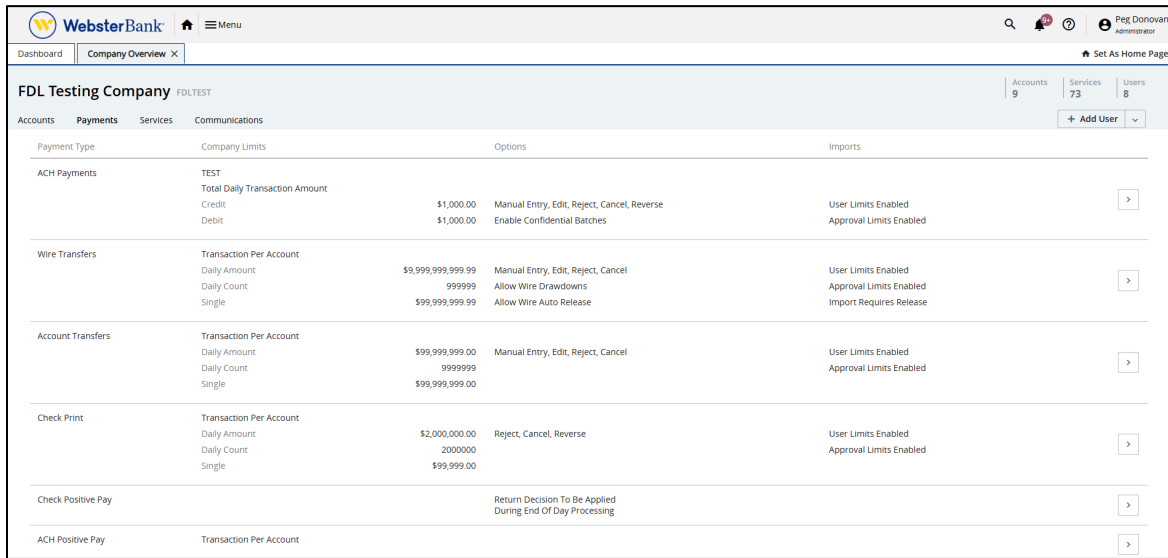 WebsterBank Menu 9+ Peg Donovan
Administrator
Dashboard Company Overview X Set As Home Page
FDL Testing Company FDLTEST
Accounts Services Users
9 73 8
Accounts Payments Services Communications + Add User
Payment Type Company Limits Options Imports
ACH Payments TEST
Total Daily Transaction Amount
Credit $1,000.00 Manual Entry, Edit, Reject, Cancel, Reverse User Limits Enabled
Debit $1,000.00 Enable Confidential Batches Approval Limits Enabled
Wire Transfers Transaction Per Account
Daily Amount $9,999,999,999.99 Manual Entry, Edit, Reject, Cancel User Limits Enabled
Daily Count 999999 Allow Wire Drawdowns Approval Limits Enabled
Single $99,999,999.99 Allow Wire Auto Release Import Requires Release
Account Transfers Transaction Per Account
Daily Amount $99,999,999.00 Manual Entry, Edit, Reject, Cancel User Limits Enabled
Daily Count 9999999 Approval Limits Enabled
Single $99,999,999.00
Check Print Transaction Per Account
Daily Amount $2,000,000.00 Reject, Cancel, Reverse User Limits Enabled
Daily Count 2000000 Approval Limits Enabled
Single $99,999.00
Check Positive Pay Return Decision To Be Applied
During End Of Day Processing
ACH Positive Pay Transaction Per Account